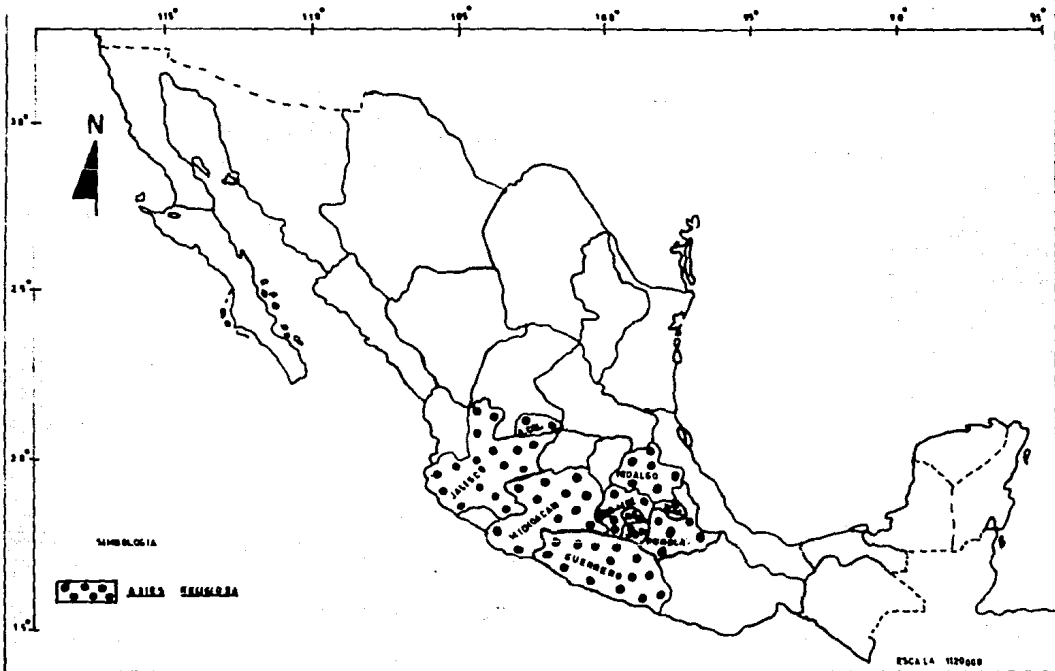 115°
110°
105°
100°
95°
90°
N
30°
25°
20°
15°
JALISCO
HIDALGO
MICHOACAN
PUEBLA
GUERRERO
SIMBOLOGIA
ABIES RELIGIOSA
ESCALA